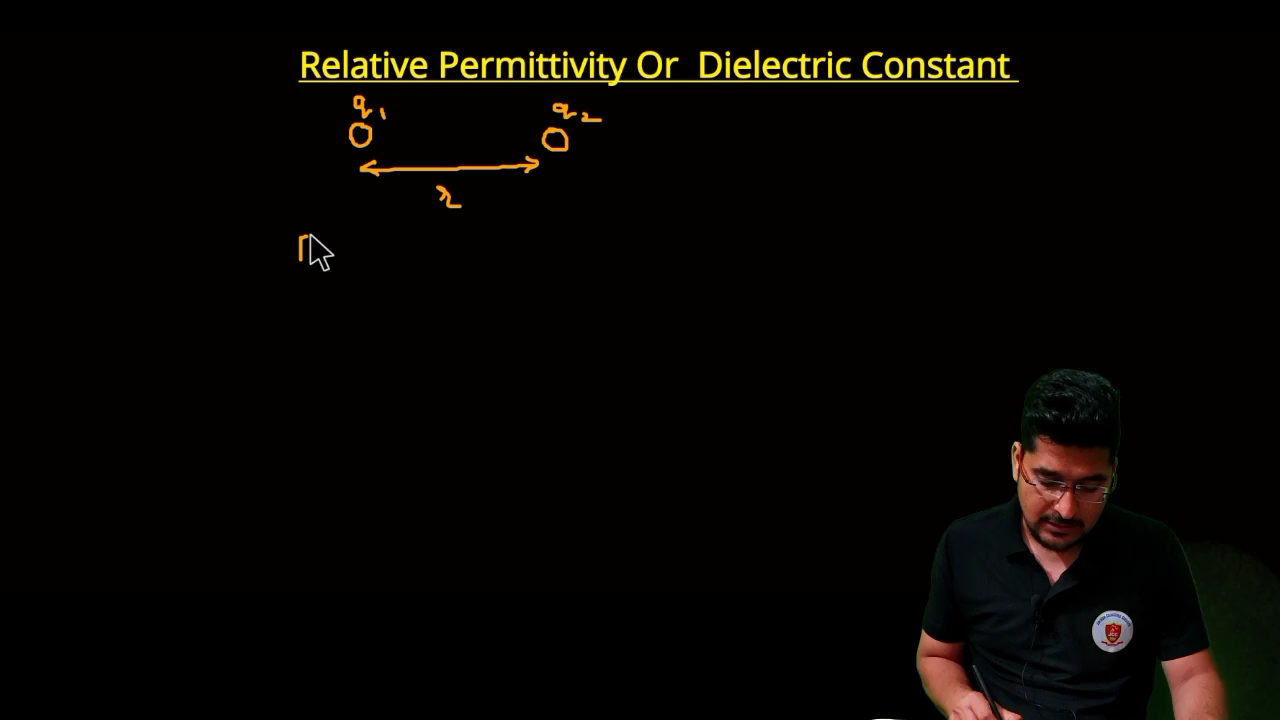 Relative Permittivity Or Dielectric Constant
q₁ q₂
r